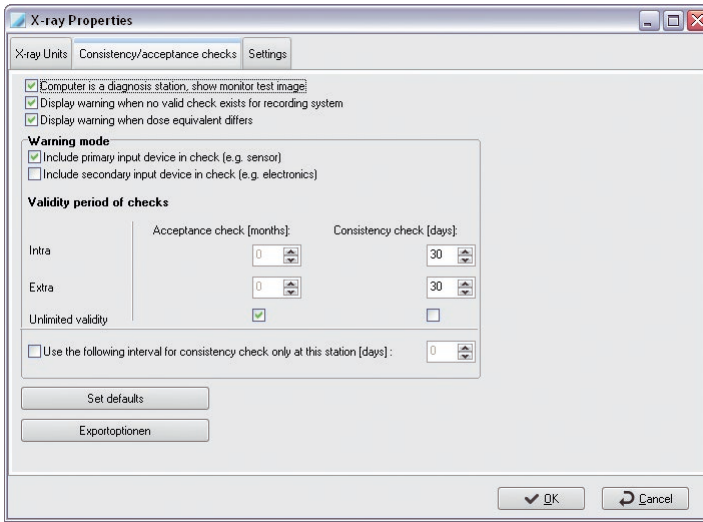 X-ray Properties
X-ray Units Consistency/acceptance checks Settings
Computer is a diagnosis station, show monitor test image
Display warning when no valid check exists for recording system
Display warning when dose equivalent differs
Warning mode
Include primary input device in check (e.g. sensor)
Include secondary input device in check (e.g. electronics)
Validity period of checks
Acceptance check [months]: Consistency check [days]:
Intra 0 30
Extra 0 30
Unlimited validity
Use the following interval for consistency check only at this station [days] : 0
Set defaults
Exportoptionen
OK Cancel